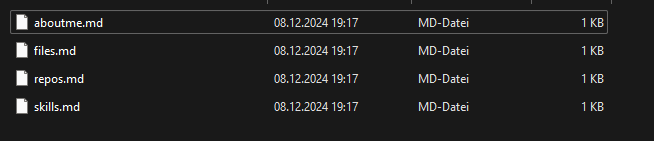 aboutme.md 08.12.2024 19:17 MD-Datei 1 KB
files.md 08.12.2024 19:17 MD-Datei 1 KB
repos.md 08.12.2024 19:17 MD-Datei 1 KB
skills.md 08.12.2024 19:17 MD-Datei 1 KB